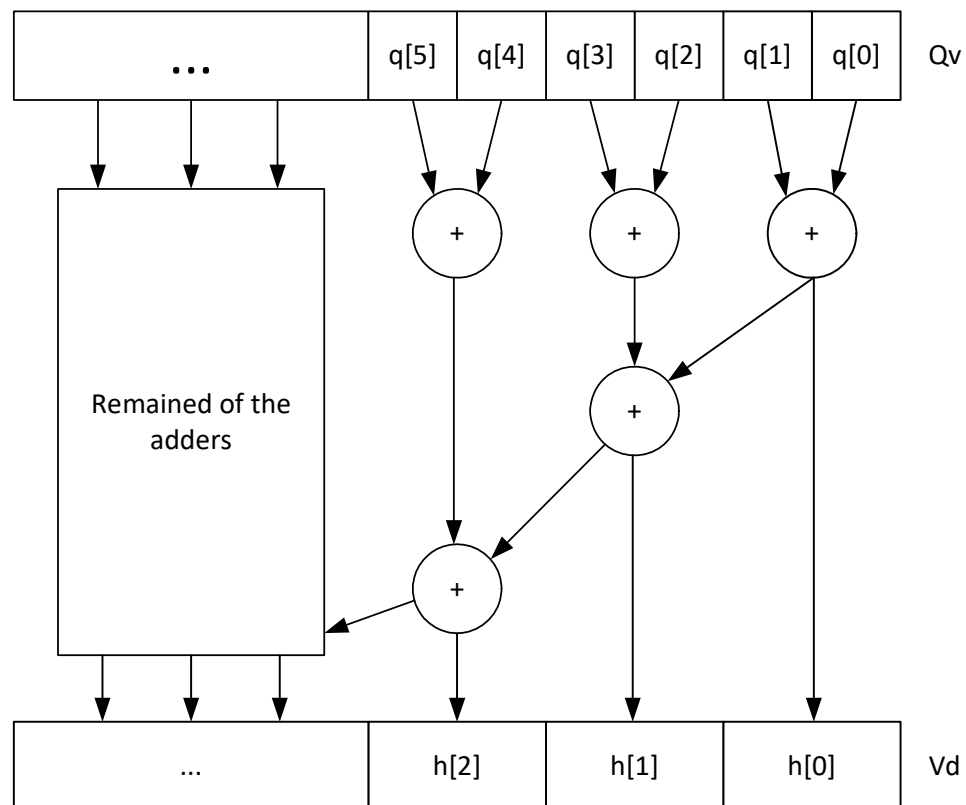 ... q[5] q[4] q[3] q[2] q[1] q[0] Qv
+ + +
+
Remained of the
adders
+
... h[2] h[1] h[0] Vd